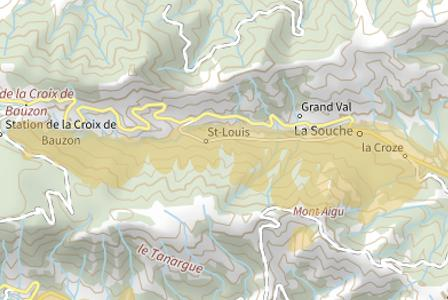 de la Croix de
Bauzon
Station de la Croix de
Bauzon
Grand Val
St-Louis
La Souche
la Croze
Mont Aigu
le Tanargue